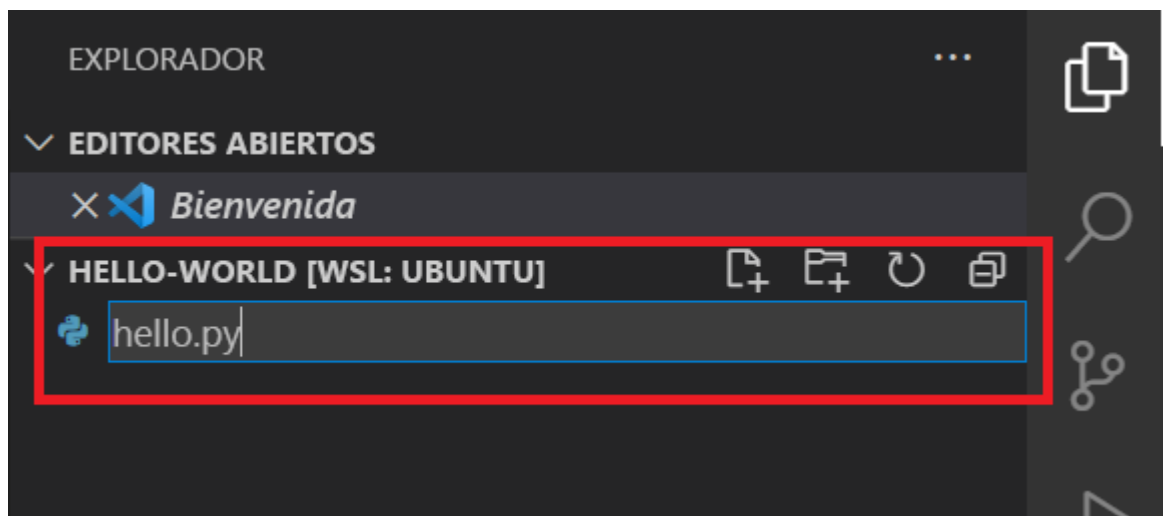 EXPLORADOR
EDITORES ABIERTOS
Bienvenida
HELLO-WORLD [WSL: UBUNTU]
hello.py